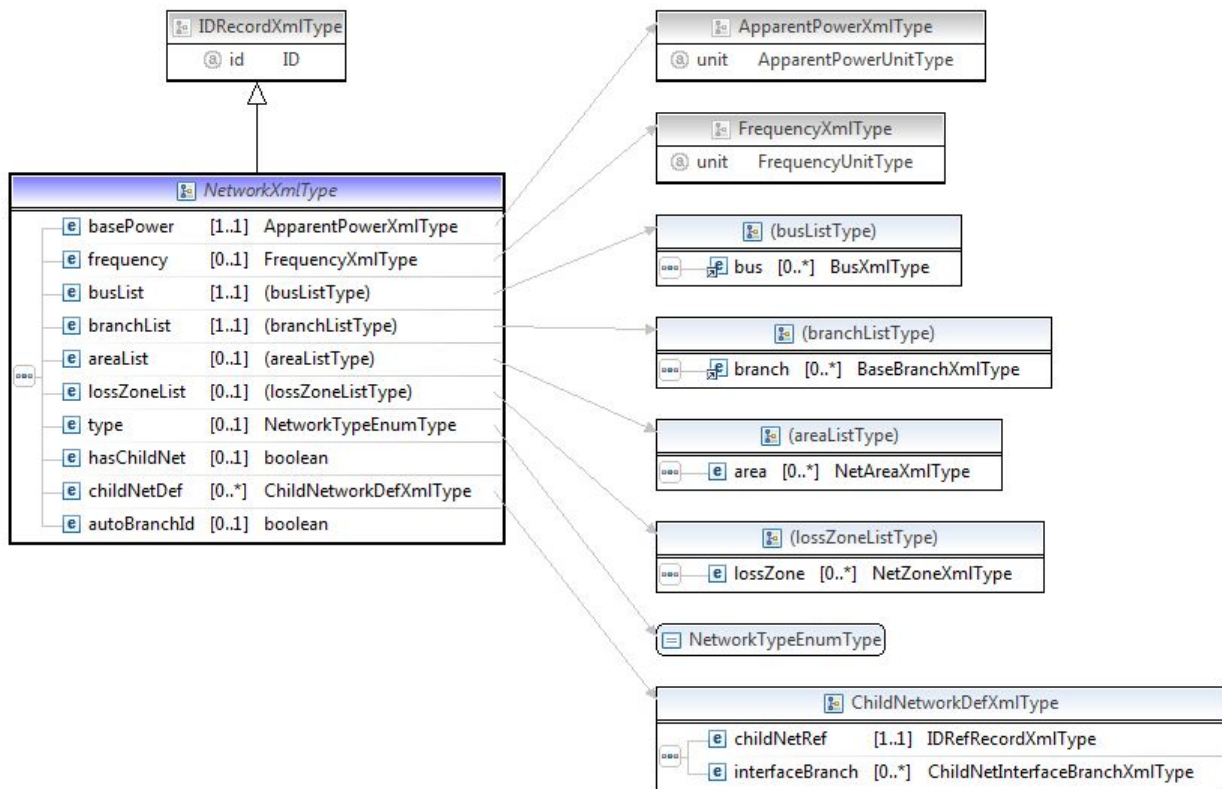 IDRecordXmlType
id ID
NetworkXmlType
basePower [1..1] ApparentPowerXmlType
frequency [0..1] FrequencyXmlType
busList [1..1] (busListType)
branchList [1..1] (branchListType)
areaList [0..1] (areaListType)
lossZoneList [0..1] (lossZoneListType)
type [0..1] NetworkTypeEnumType
hasChildNet [0..1] boolean
childNetDef [0..*] ChildNetworkDefXmlType
autoBranchId [0..1] boolean
ApparentPowerXmlType
unit ApparentPowerUnitType
FrequencyXmlType
unit FrequencyUnitType
(busListType)
bus [0..*] BusXmlType
(branchListType)
branch [0..*] BaseBranchXmlType
(areaListType)
area [0..*] NetAreaXmlType
(lossZoneListType)
lossZone [0..*] NetZoneXmlType
NetworkTypeEnumType
ChildNetworkDefXmlType
childNetRef [1..1] IDRefRecordXmlType
interfaceBranch [0..*] ChildNetInterfaceBranchXmlType